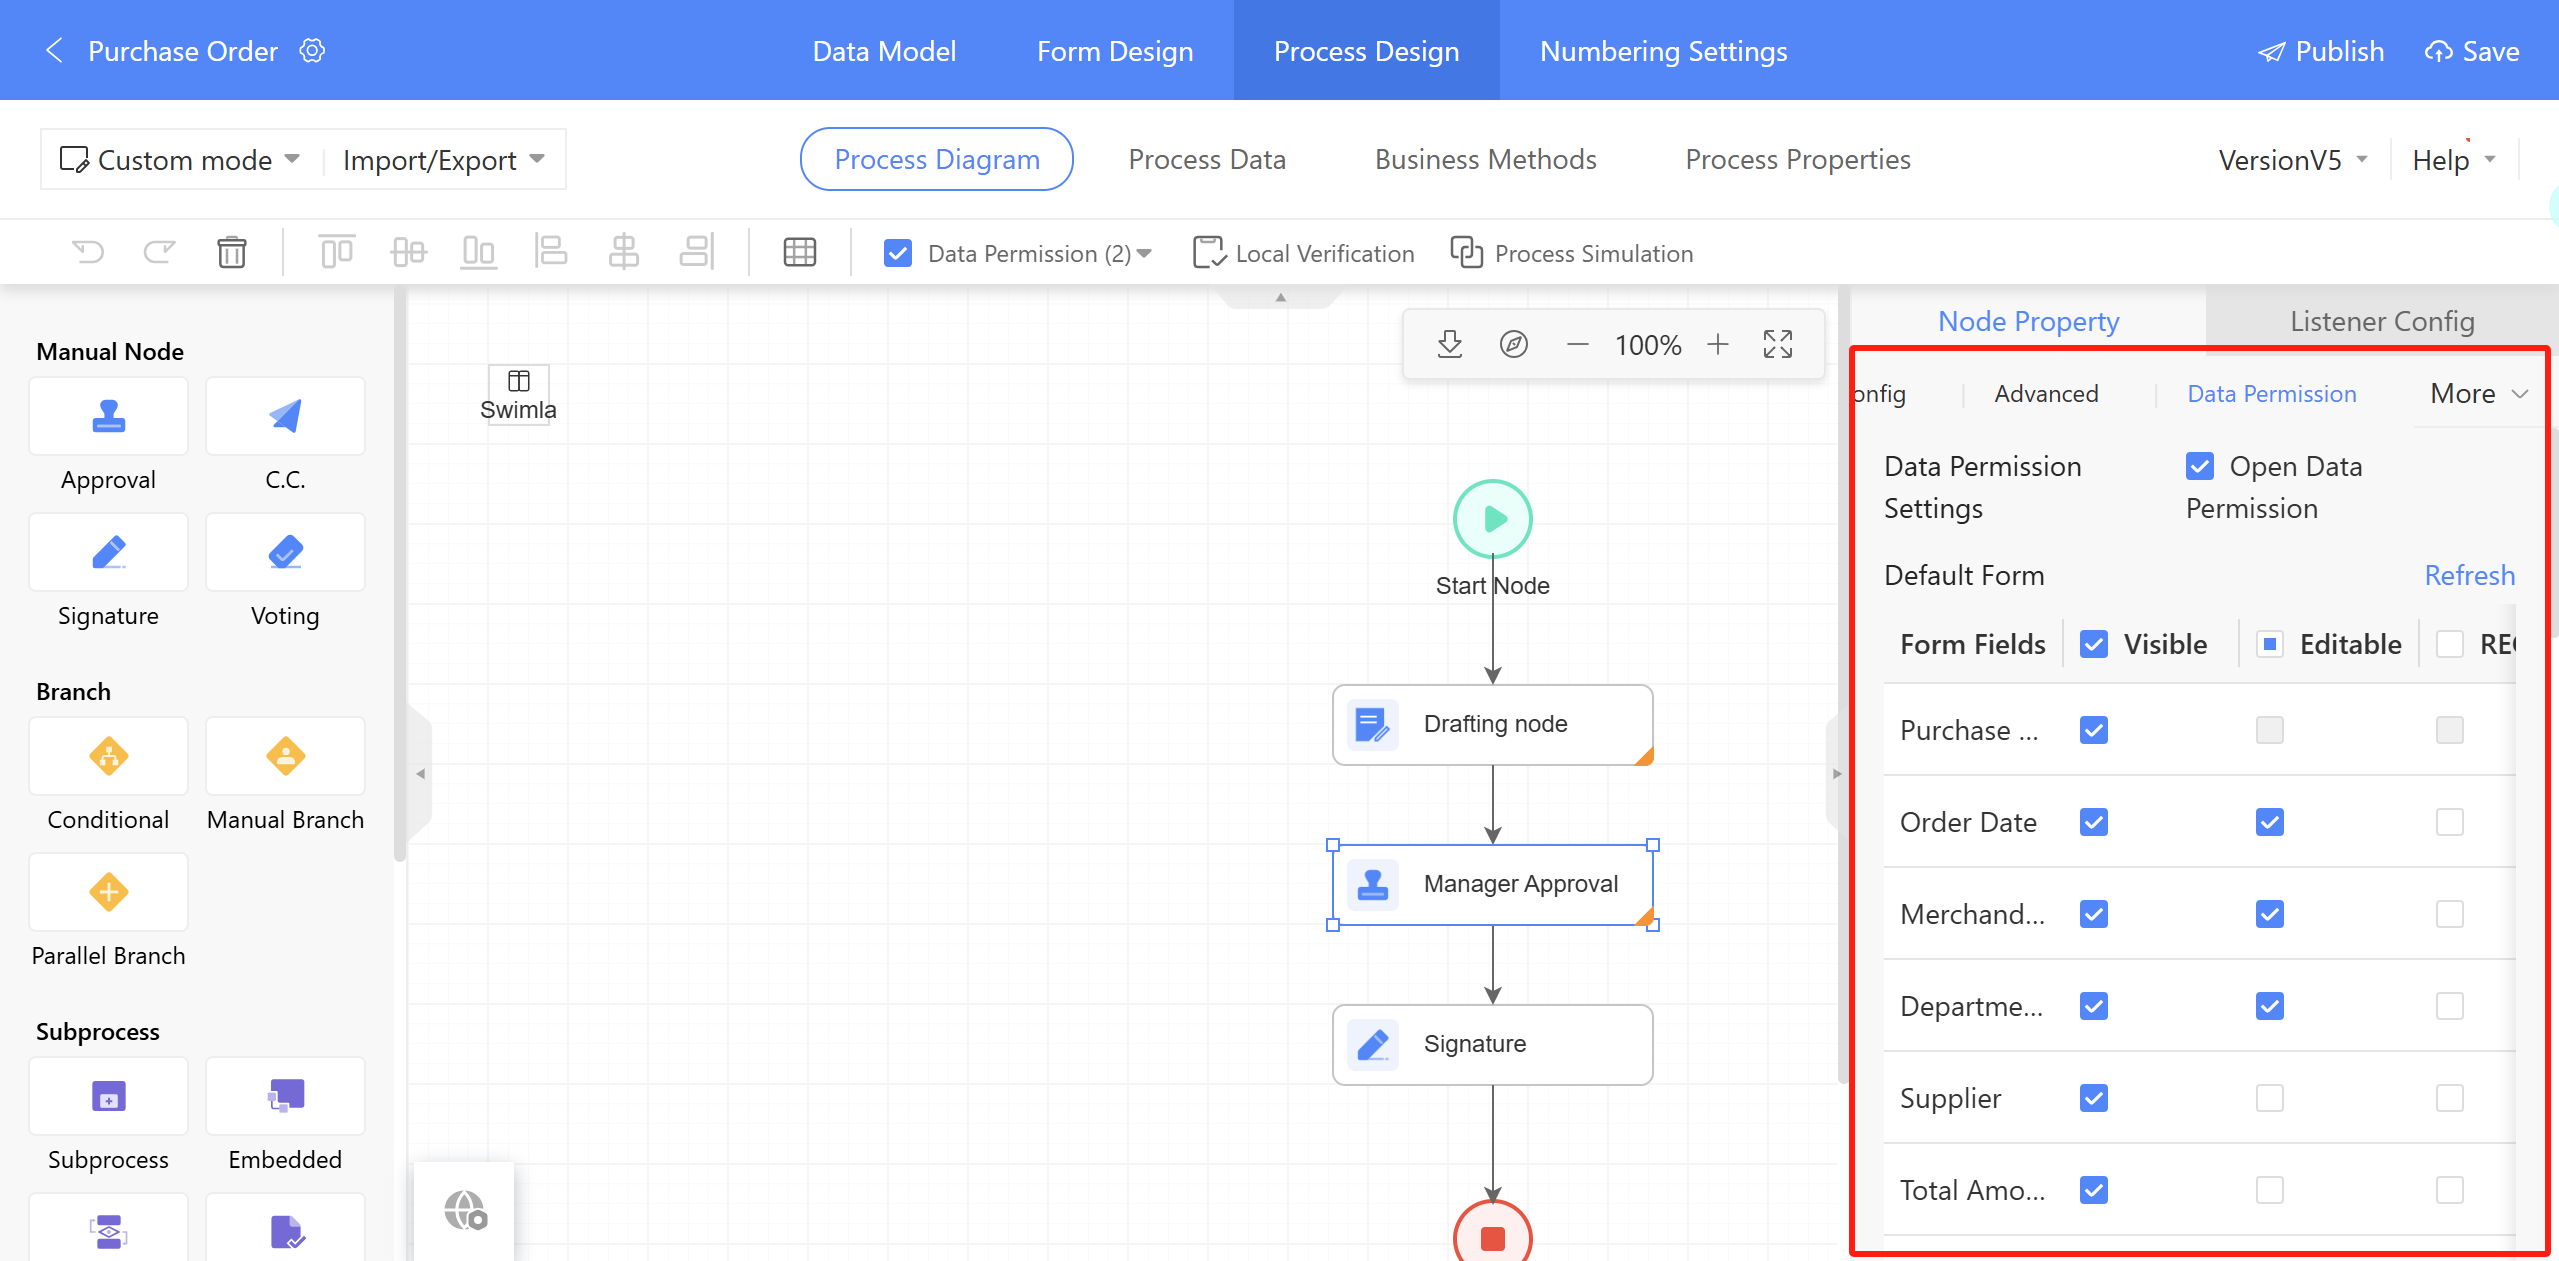 Purchase Order
Data Model
Form Design
Process Design
Numbering Settings
Publish
Save
Custom mode
Import/Export
Process Diagram
Process Data
Business Methods
Process Properties
VersionV5
Help
Data Permission (2)
Local Verification
Process Simulation
Manual Node
Approval
C.C.
Signature
Voting
Branch
Conditional
Manual Branch
Parallel Branch
Subprocess
Subprocess
Embedded
Swimla
100%
Start Node
Drafting node
Manager Approval
Signature
Node Property
Listener Config
onfig
Advanced
Data Permission
More
Data Permission
Settings
Open Data
Permission
Default Form
Refresh
Form Fields
Visible
Editable
REC
Purchase ...
Order Date
Merchand...
Departme...
Supplier
Total Amo...